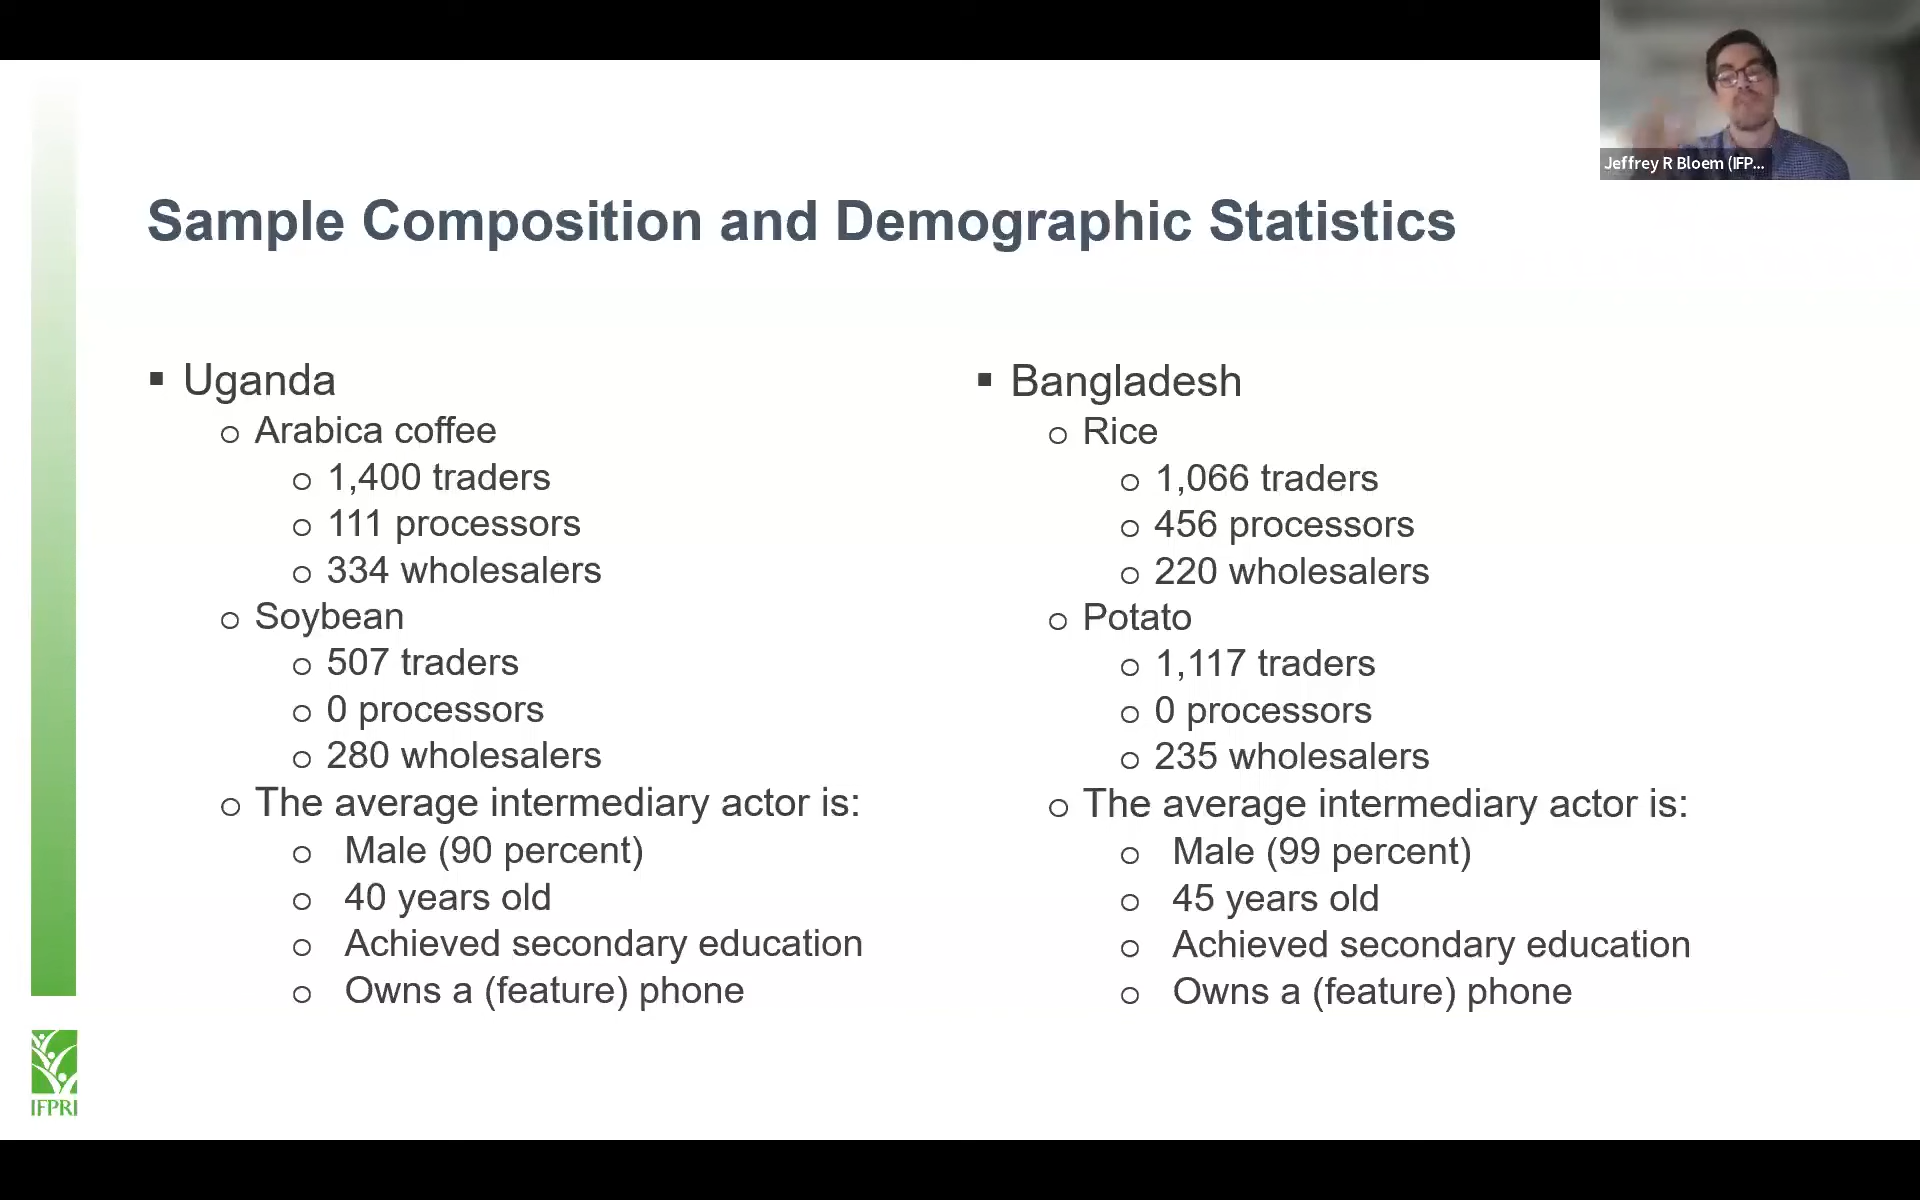 Jeffrey R Bloem (IFP...
Sample Composition and Demographic Statistics
Uganda
Arabica coffee
1,400 traders
111 processors
334 wholesalers
Soybean
507 traders
0 processors
280 wholesalers
The average intermediary actor is:
Male (90 percent)
40 years old
Achieved secondary education
Owns a (feature) phone
Bangladesh
Rice
1,066 traders
456 processors
220 wholesalers
Potato
1,117 traders
0 processors
235 wholesalers
The average intermediary actor is:
Male (99 percent)
45 years old
Achieved secondary education
Owns a (feature) phone
IFPRI